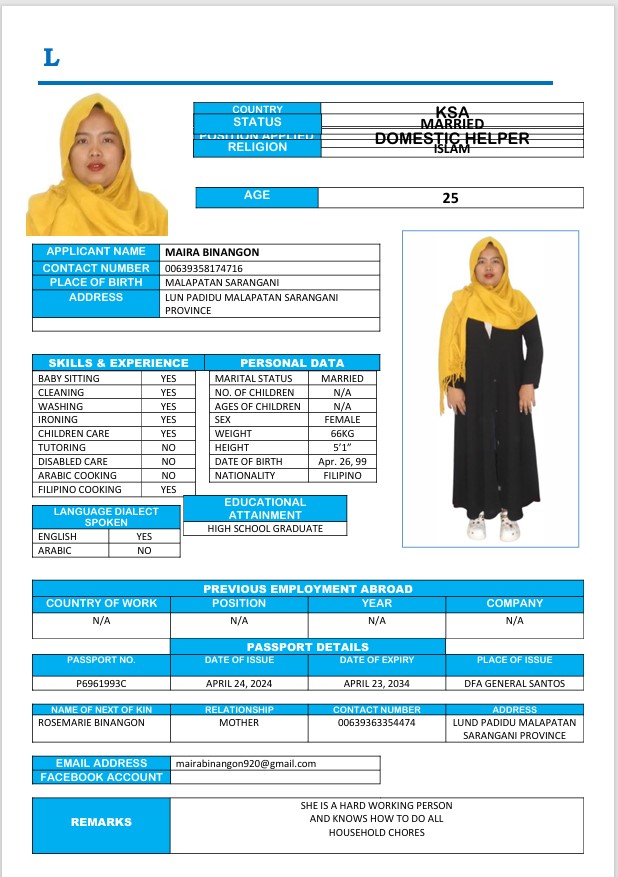 L
COUNTRY KSA
STATUS MARRIED
POSITION APPLIED DOMESTIC HELPER
RELIGION ISLAM
AGE 25
APPLICANT NAME MAIRA BINANGON
CONTACT NUMBER 00639358174716
PLACE OF BIRTH MALAPATAN SARANGANI
ADDRESS LUN PADIDU MALAPATAN SARANGANI
PROVINCE
SKILLS & EXPERIENCE PERSONAL DATA
BABY SITTING YES MARITAL STATUS MARRIED
CLEANING YES NO. OF CHILDREN N/A
WASHING YES AGES OF CHILDREN N/A
IRONING YES SEX FEMALE
CHILDREN CARE YES WEIGHT 66KG
TUTORING NO HEIGHT 5’1”
DISABLED CARE NO DATE OF BIRTH Apr. 26, 99
ARABIC COOKING NO NATIONALITY FILIPINO
FILIPINO COOKING YES
EDUCATIONAL
ATTAINMENT
HIGH SCHOOL GRADUATE
LANGUAGE DIALECT
SPOKEN
ENGLISH YES
ARABIC NO
PREVIOUS EMPLOYMENT ABROAD
COUNTRY OF WORK POSITION YEAR COMPANY
N/A N/A N/A N/A
PASSPORT DETAILS
PASSPORT NO. DATE OF ISSUE DATE OF EXPIRY PLACE OF ISSUE
P6961993C APRIL 24, 2024 APRIL 23, 2034 DFA GENERAL SANTOS
NAME OF NEXT OF KIN RELATIONSHIP CONTACT NUMBER ADDRESS
ROSEMARIE BINANGON MOTHER 00639363354474 LUND PADIDU MALAPATAN
SARANGANI PROVINCE
EMAIL ADDRESS mairabinangon920@gmail.com
FACEBOOK ACCOUNT
REMARKS
SHE IS A HARD WORKING PERSON
AND KNOWS HOW TO DO ALL
HOUSEHOLD CHORES